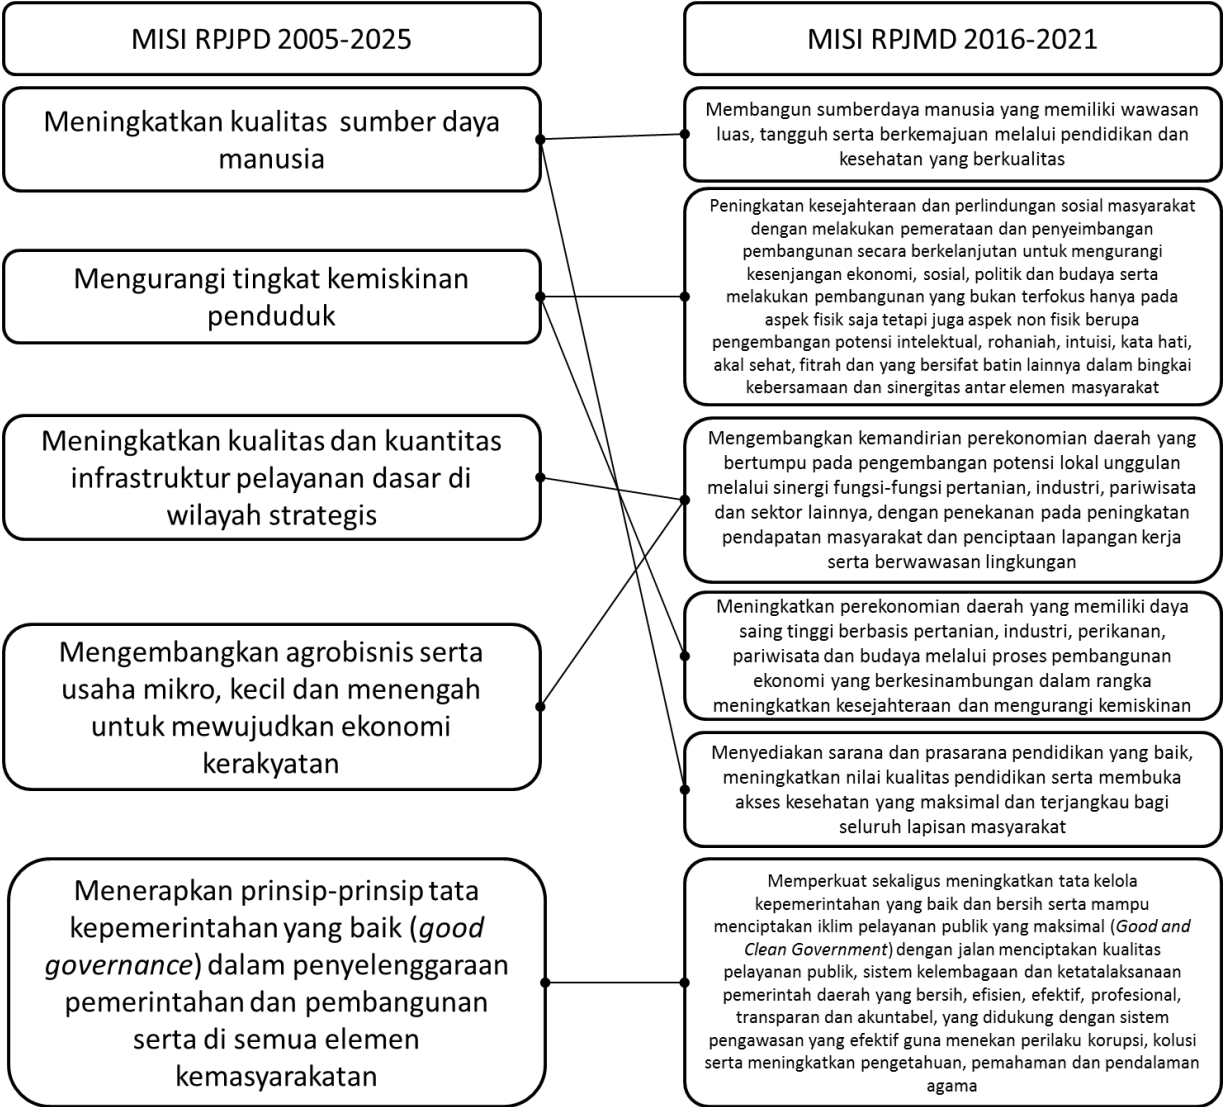 MISI RPJPD 2005-2025
Meningkatkan kualitas sumber daya
manusia
Mengurangi tingkat kemiskinan
penduduk
Meningkatkan kualitas dan kuantitas
infrastruktur pelayanan dasar di
wilayah strategis
Mengembangkan agrobisnis serta
usaha mikro, kecil dan menengah
untuk mewujudkan ekonomi
kerakyatan
Menerapkan prinsip-prinsip tata
kepemerintahan yang baik (good
governance) dalam penyelenggaraan
pemerintahan dan pembangunan
serta di semua elemen
kemasyarakatan
MISI RPJMD 2016-2021
Membangun sumberdaya manusia yang memiliki wawasan
luas, tangguh serta berkemajuan melalui pendidikan dan
kesehatan yang berkualitas
Peningkatan kesejahteraan dan perlindungan sosial masyarakat
dengan melakukan pemerataan dan penyeimbangan
pembangunan secara berkelanjutan untuk mengurangi
kesenjangan ekonomi, sosial, politik dan budaya serta
melakukan pembangunan yang bukan terfokus hanya pada
aspek fisik saja tetapi juga aspek non fisik berupa
pengembangan potensi intelektual, rohaniah, intuisi, kata hati,
akal sehat, fitrah dan yang bersifat batin lainnya dalam bingkai
kebersamaan dan sinergitas antar elemen masyarakat
Mengembangkan kemandirian perekonomian daerah yang
bertumpu pada pengembangan potensi lokal unggulan
melalui sinergi fungsi-fungsi pertanian, industri, pariwisata
dan sektor lainnya, dengan penekanan pada peningkatan
pendapatan masyarakat dan penciptaan lapangan kerja
serta berwawasan lingkungan
Meningkatkan perekonomian daerah yang memiliki daya
saing tinggi berbasis pertanian, industri, perikanan,
pariwisata dan budaya melalui proses pembangunan
ekonomi yang berkesinambungan dalam rangka
meningkatkan kesejahteraan dan mengurangi kemiskinan
Menyediakan sarana dan prasarana pendidikan yang baik,
meningkatkan nilai kualitas pendidikan serta membuka
akses kesehatan yang maksimal dan terjangkau bagi
seluruh lapisan masyarakat
Memperkuat sekaligus meningkatkan tata kelola
kepemerintahan yang baik dan bersih serta mampu
menciptakan iklim pelayanan publik yang maksimal (Good and
Clean Government) dengan jalan menciptakan kualitas
pelayanan publik, sistem kelembagaan dan ketatalaksanaan
pemerintah daerah yang bersih, efisien, efektif, profesional,
transparan dan akuntabel, yang didukung dengan sistem
pengawasan yang efektif guna menekan perilaku korupsi, kolusi
serta meningkatkan pengetahuan, pemahaman dan pendalaman
agama